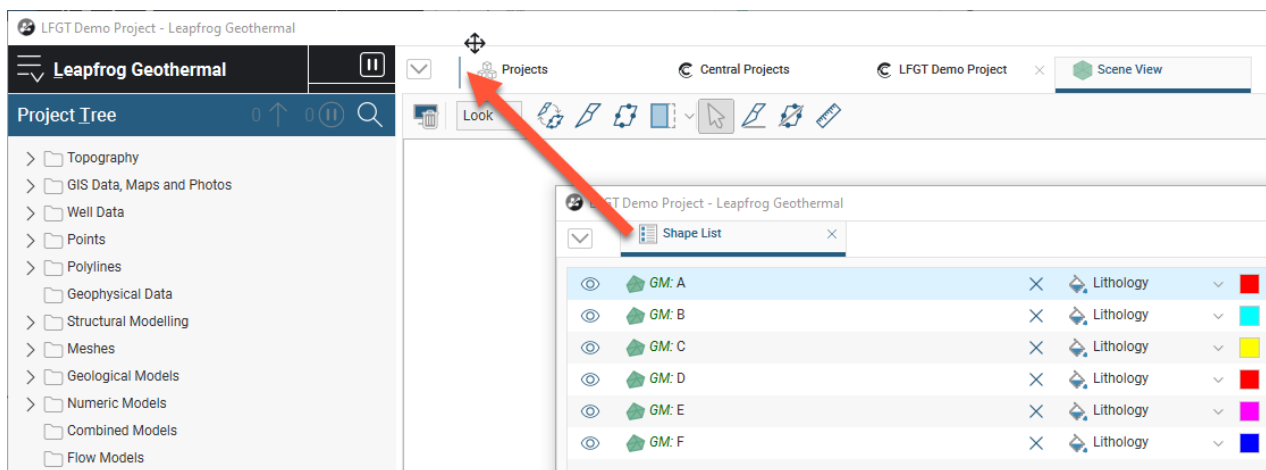 LFGT Demo Project - Leapfrog Geothermal
Leapfrog Geothermal
Projects
Central Projects
LFGT Demo Project
Scene View
Project Tree
0
0
Look
Topography
GIS Data, Maps and Photos
Well Data
Points
Polylines
Geophysical Data
Structural Modelling
Meshes
Geological Models
Numeric Models
Combined Models
Flow Models
Demo Project - Leapfrog Geothermal
Shape List
GM: A Lithology
GM: B Lithology
GM: C Lithology
GM: D Lithology
GM: E Lithology
GM: F Lithology